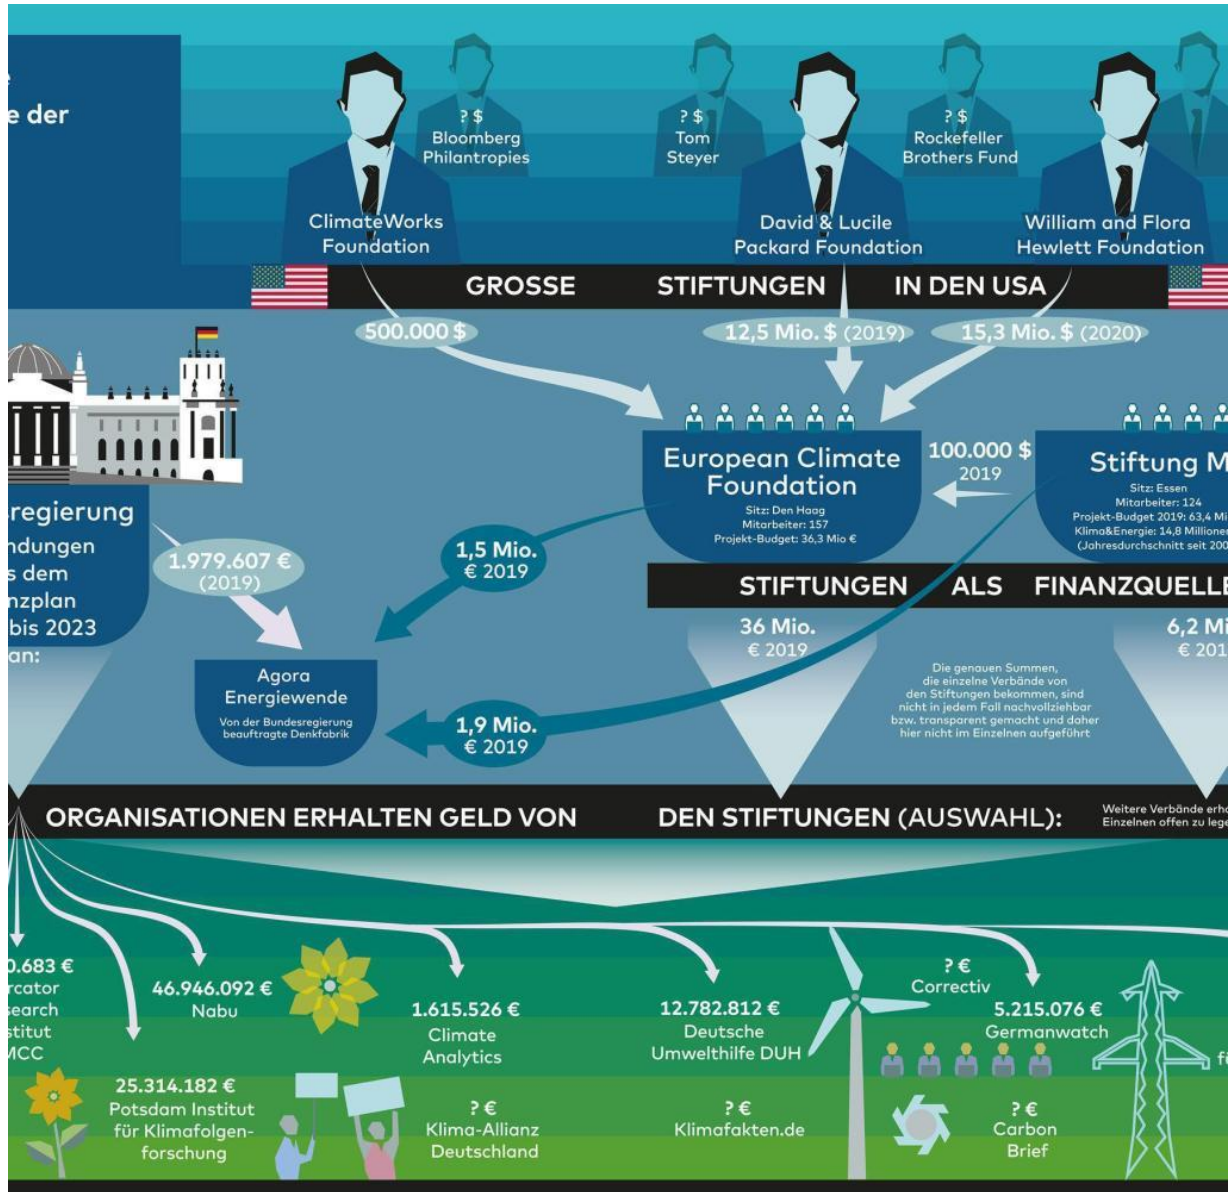 e der
? $
Bloomberg
Philantropies
? $
Tom
Steyer
? $
Rockefeller
Brothers Fund
ClimateWorks
Foundation
David & Lucile
Packard Foundation
William and Flora
Hewlett Foundation
GROSSE STIFTUNGEN IN DEN USA
500.000 $
12,5 Mio. $ (2019)
15,3 Mio. $ (2020)
European Climate
Foundation
Sitz: Den Haag
Mitarbeiter: 157
Projekt-Budget: 36,3 Mio €
100.000 $
2019
Stiftung M
Sitz: Essen
Mitarbeiter: 124
Projekt-Budget 2019: 63,4 Mi
Klima&Energie: 14,8 Millionen
(Jahresdurchschnitt seit 200
regierung
ndungen
s dem
nzplan
bis 2023
an:
1.979.607 €
(2019)
1,5 Mio.
€ 2019
STIFTUNGEN ALS FINANZQUELLE
36 Mio.
€ 2019
6,2 Mi
€ 201
Agora
Energiewende
Von der Bundesregierung
beauftragte Denkfabrik
1,9 Mio.
€ 2019
Die genauen Summen,
die einzelne Verbände von
den Stiftungen bekommen, sind
nicht in jedem Fall nachvollziehbar
bzw. transparent gemacht und daher
hier nicht im Einzelnen aufgeführt
ORGANISATIONEN ERHALTEN GELD VON DEN STIFTUNGEN (AUSWAHL):
Weitere Verbände erha
Einzelnen offen zu lege
0.683 €
rcator
search
stitut
MCC
46.946.092 €
Nabu
1.615.526 €
Climate
Analytics
12.782.812 €
Deutsche
Umwelthilfe DUH
? €
Correctiv
5.215.076 €
Germanwatch
fü
25.314.182 €
Potsdam Institut
für Klimafolgen-
forschung
? €
Klima-Allianz
Deutschland
? €
Klimafakten.de
? €
Carbon
Brief